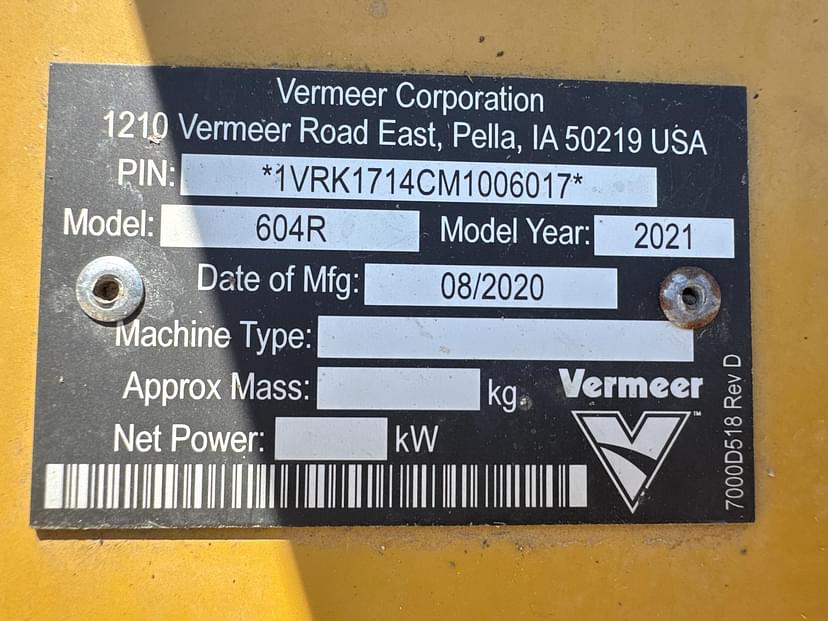 Vermeer Corporation
1210 Vermeer Road East, Pella, IA 50219 USA
PIN: *1VRK1714CM1006017*
Model: 604R Model Year: 2021
Date of Mfg: 08/2020
Machine Type:
Approx Mass: kg
Net Power: kW
Vermeer
™
7000D518 Rev D